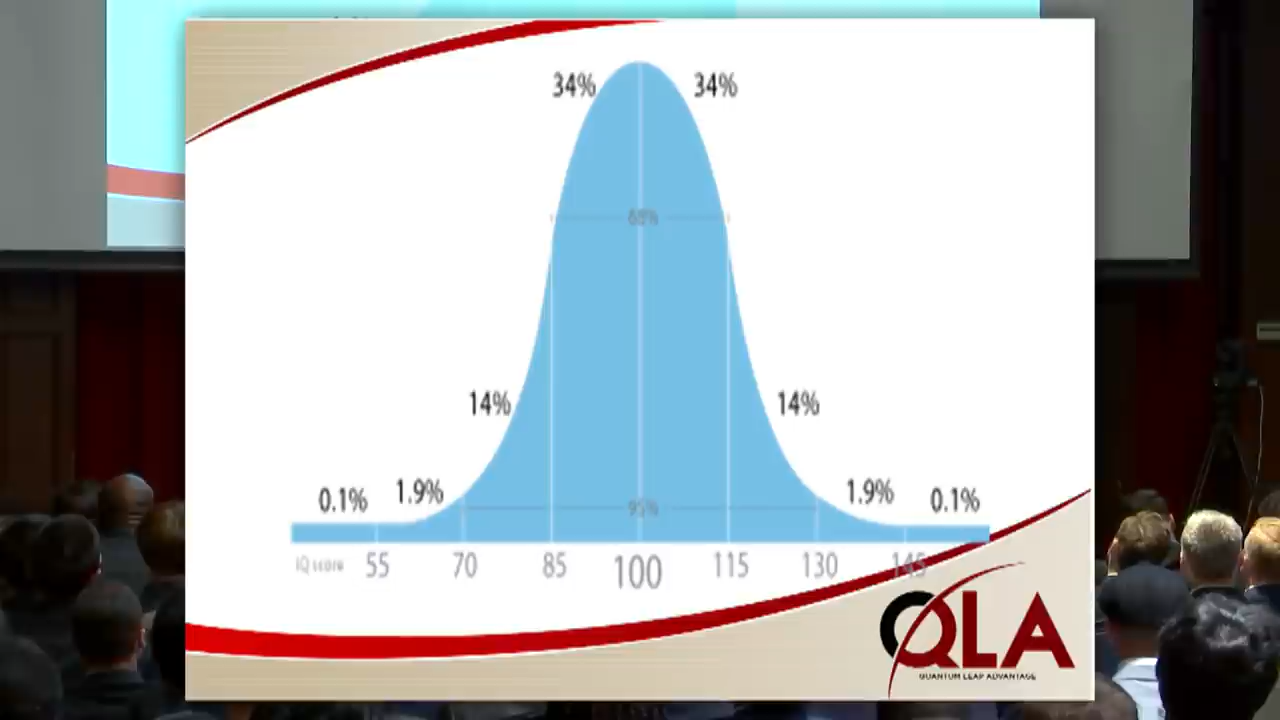 34% 34%
68%
14% 14%
0.1% 1.9% 95% 1.9% 0.1%
IQ score 55 70 85 100 115 130 145
QLA
QUANTUM LEAP ADVANTAGE